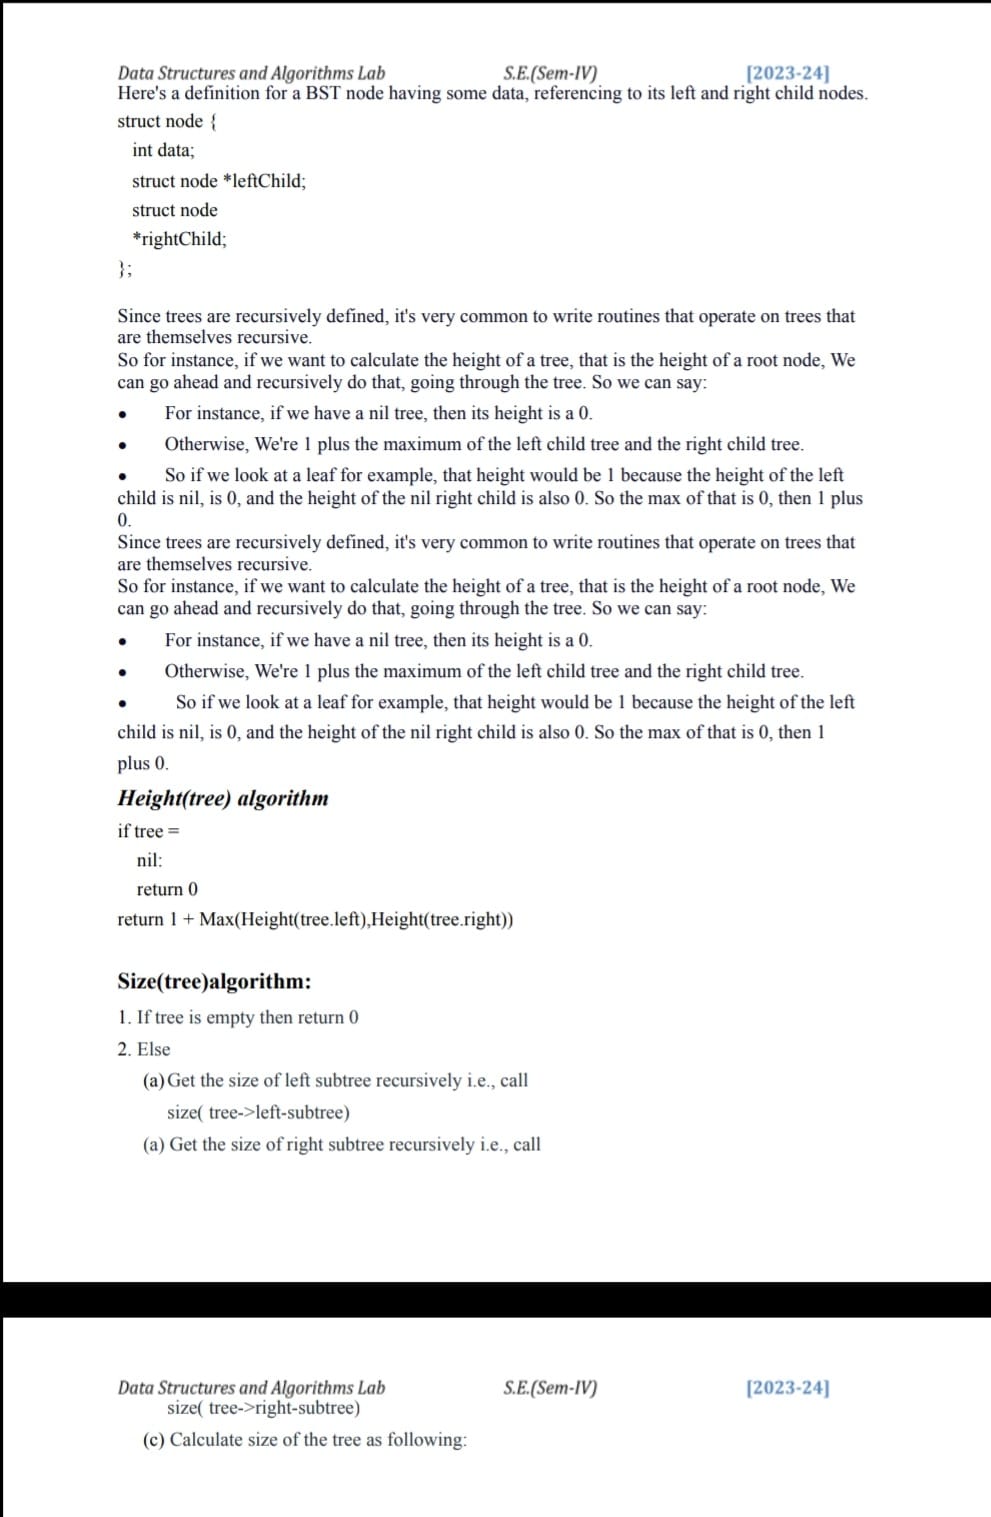 Data Structures and Algorithms Lab S.E.(Sem-IV) [2023-24]
Here's a definition for a BST node having some data, referencing to its left and right child nodes.
struct node {
int data;
struct node *leftChild;
struct node
*rightChild;
};
Since trees are recursively defined, it's very common to write routines that operate on trees that
are themselves recursive.
So for instance, if we want to calculate the height of a tree, that is the height of a root node, We
can go ahead and recursively do that, going through the tree. So we can say:
• For instance, if we have a nil tree, then its height is a 0.
• Otherwise, We're 1 plus the maximum of the left child tree and the right child tree.
• So if we look at a leaf for example, that height would be 1 because the height of the left
child is nil, is 0, and the height of the nil right child is also 0. So the max of that is 0, then 1 plus
0.
Since trees are recursively defined, it's very common to write routines that operate on trees that
are themselves recursive.
So for instance, if we want to calculate the height of a tree, that is the height of a root node, We
can go ahead and recursively do that, going through the tree. So we can say:
• For instance, if we have a nil tree, then its height is a 0.
• Otherwise, We're 1 plus the maximum of the left child tree and the right child tree.
• So if we look at a leaf for example, that height would be 1 because the height of the left
child is nil, is 0, and the height of the nil right child is also 0. So the max of that is 0, then 1
plus 0.
Height(tree) algorithm
if tree =
nil:
return 0
return 1 + Max(Height(tree.left),Height(tree.right))
Size(tree)algorithm:
1. If tree is empty then return 0
2. Else
(a) Get the size of left subtree recursively i.e., call
size( tree->left-subtree)
(a) Get the size of right subtree recursively i.e., call
Data Structures and Algorithms Lab S.E.(Sem-IV) [2023-24]
size( tree->right-subtree)
(c) Calculate size of the tree as following: